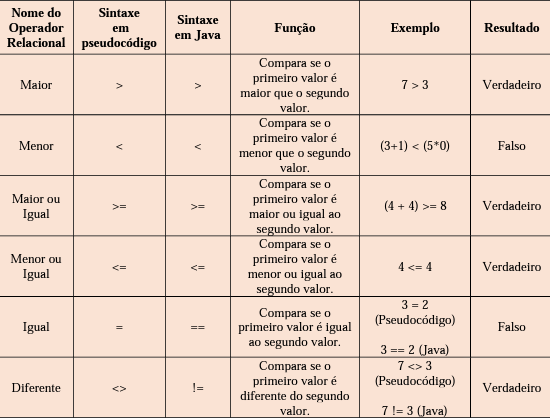 Nome do Operador Relacional | Sintaxe em pseudocódigo | Sintaxe em Java | Função | Exemplo | Resultado
Maior | > | > | Compara se o primeiro valor é maior que o segundo valor. | 7 > 3 | Verdadeiro
Menor | < | < | Compara se o primeiro valor é menor que o segundo valor. | (3+1) < (5*0) | Falso
Maior ou Igual | >= | >= | Compara se o primeiro valor é maior ou igual ao segundo valor. | (4 + 4) >= 8 | Verdadeiro
Menor ou Igual | <= | <= | Compara se o primeiro valor é menor ou igual ao segundo valor. | 4 <= 4 | Verdadeiro
Igual | = | == | Compara se o primeiro valor é igual ao segundo valor. | 3 = 2 (Pseudocódigo) 3 == 2 (Java) | Falso
Diferente | <> | != | Compara se o primeiro valor é diferente do segundo valor. | 7 <> 3 (Pseudocódigo) 7 != 3 (Java) | Verdadeiro